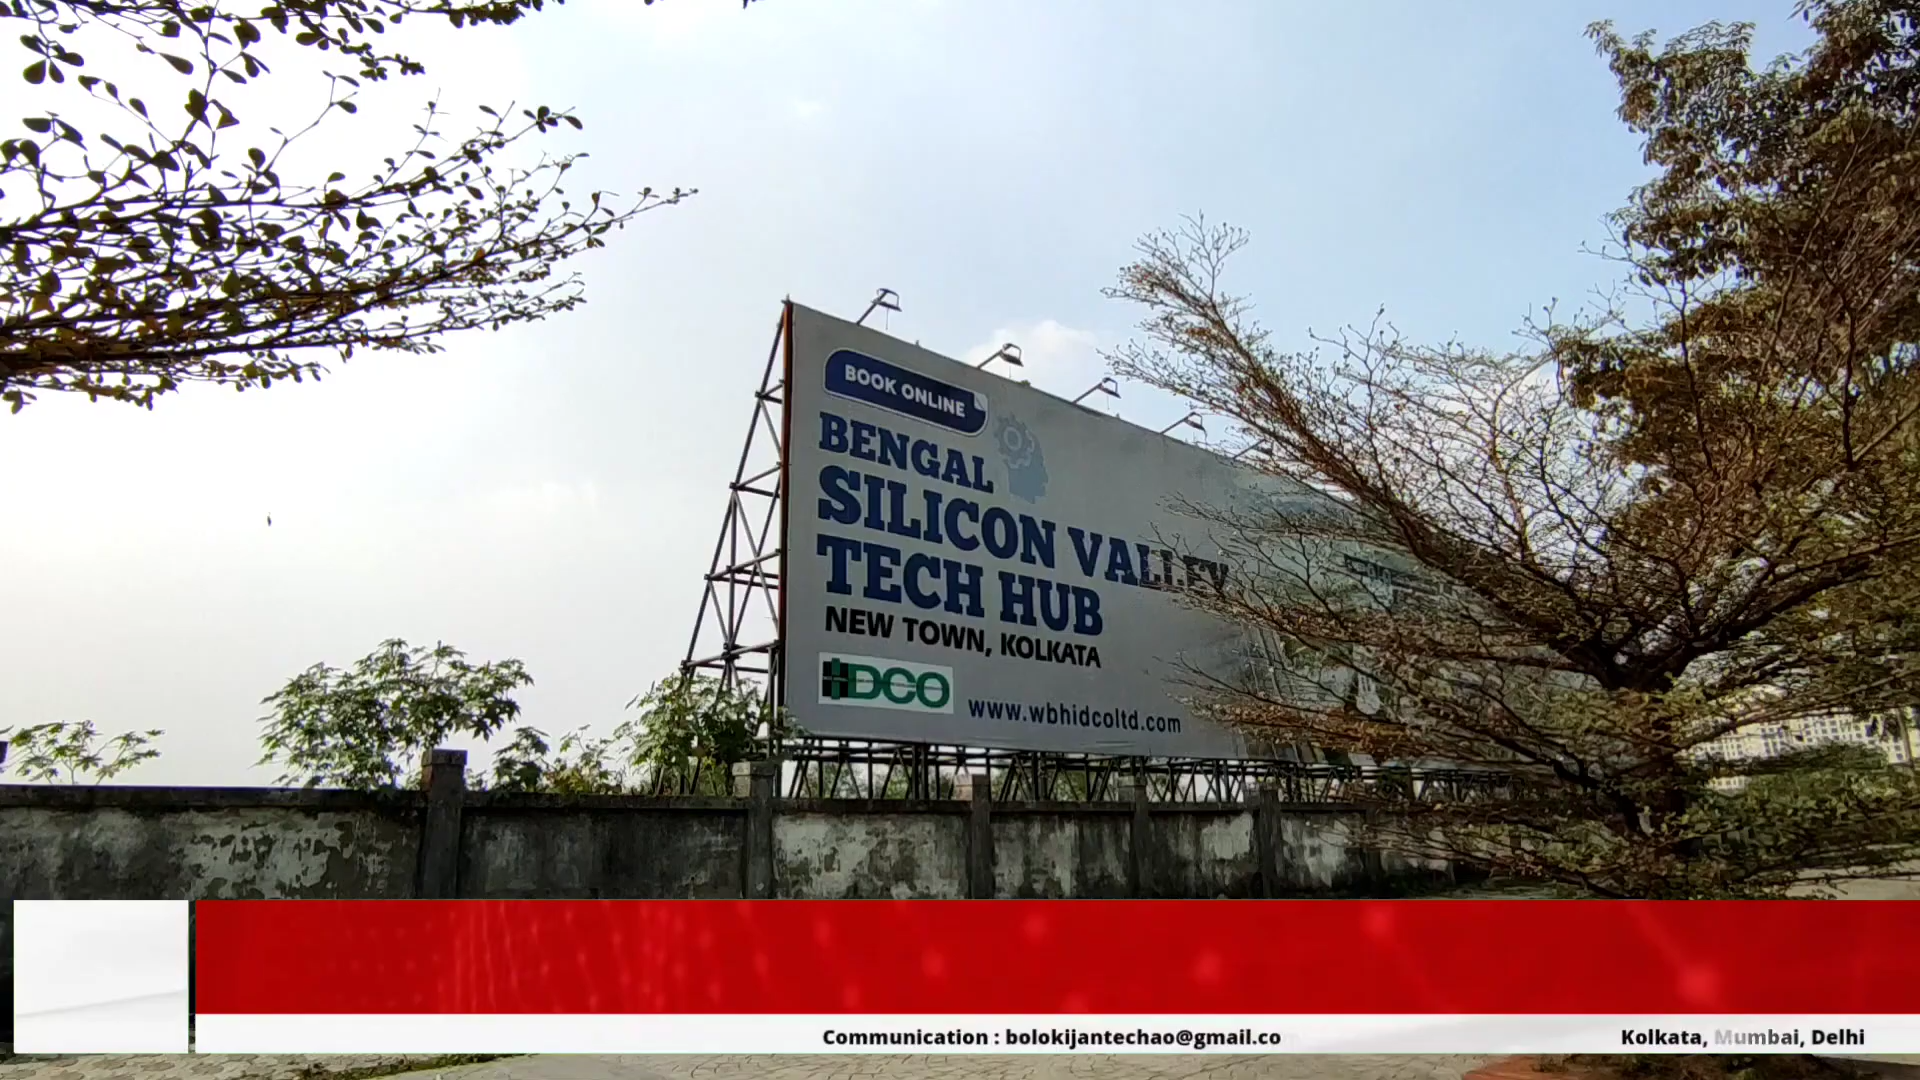 BOOK ONLINE
BENGAL
SILICON VALLEY
TECH HUB
NEW TOWN, KOLKATA
HIDCO
www.wbhidcoltd.com
Communication : bolokijantechao@gmail.co
Kolkata, Mumbai, Delhi